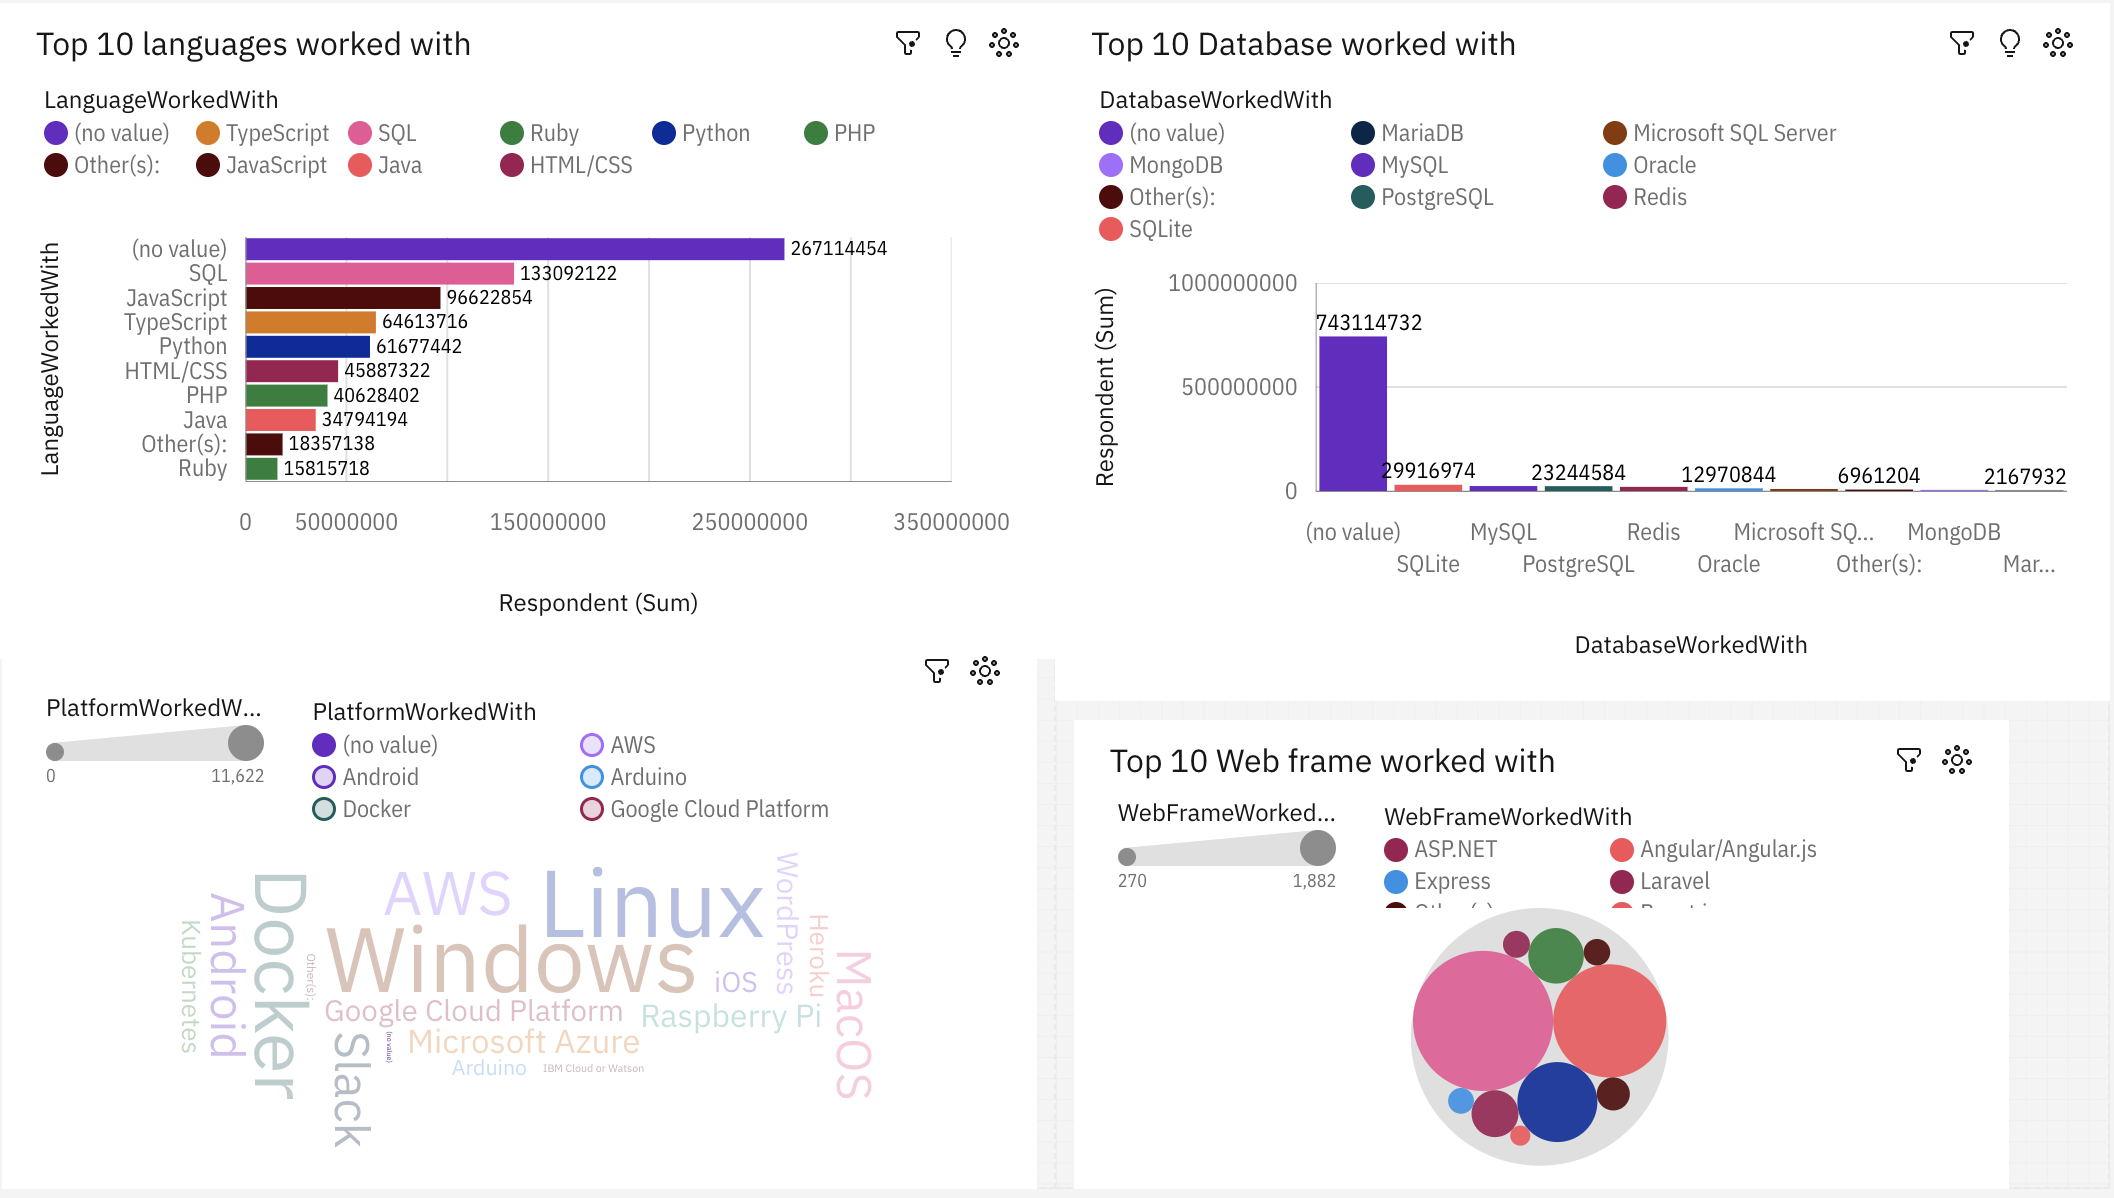 Top 10 languages worked with
LanguageWorkedWith
(no value) TypeScript SQL Ruby Python PHP
Other(s): JavaScript Java HTML/CSS
LanguageWorkedWith
(no value) 267114454
SQL 133092122
JavaScript 96622854
TypeScript 64613716
Python 61677442
HTML/CSS 45887322
PHP 40628402
Java 34794194
Other(s): 18357138
Ruby 15815718
0 50000000 150000000 250000000 350000000
Respondent (Sum)
Top 10 Database worked with
DatabaseWorkedWith
(no value) MariaDB Microsoft SQL Server
MongoDB MySQL Oracle
Other(s): PostgreSQL Redis
SQLite
Respondent (Sum)
1000000000
743114732
500000000
29916974 23244584 12970844 6961204 2167932
0
(no value) MySQL Redis Microsoft SQ... MongoDB
SQLite PostgreSQL Oracle Other(s): Mar...
DatabaseWorkedWith
PlatformWorkedW...
0 11,622
PlatformWorkedWith
(no value) AWS
Android Arduino
Docker Google Cloud Platform
Kubernetes
Android
Docker
Other(s):
AWS
Linux
Windows
iOS
WordPress
Heroku
MacOS
Google Cloud Platform
Raspberry Pi
Slack
(no value)
Microsoft Azure
Arduino
IBM Cloud or Watson
Top 10 Web frame worked with
WebFrameWorked...
270 1,882
WebFrameWorkedWith
ASP.NET Angular/Angular.js
Express Laravel